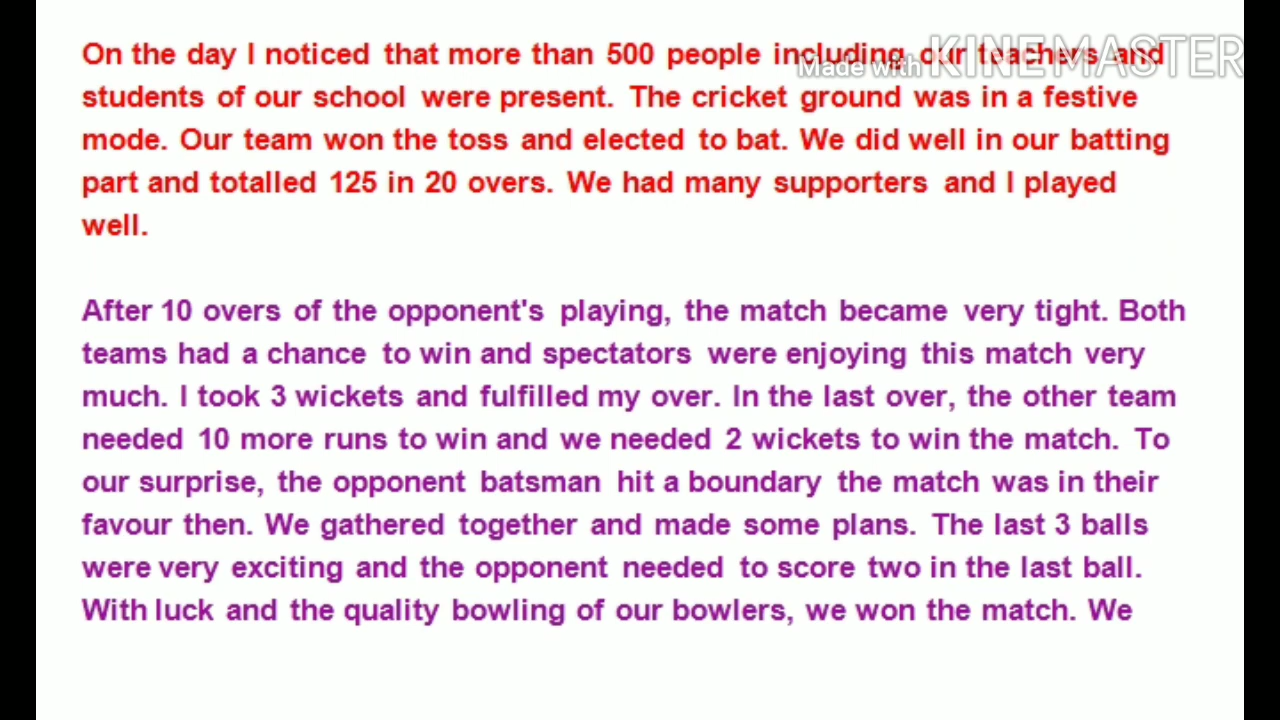 On the day I noticed that more than 500 people including our teachers and
Made with KINEMASTER
students of our school were present. The cricket ground was in a festive
mode. Our team won the toss and elected to bat. We did well in our batting
part and totalled 125 in 20 overs. We had many supporters and I played
well.
After 10 overs of the opponent's playing, the match became very tight. Both
teams had a chance to win and spectators were enjoying this match very
much. I took 3 wickets and fulfilled my over. In the last over, the other team
needed 10 more runs to win and we needed 2 wickets to win the match. To
our surprise, the opponent batsman hit a boundary the match was in their
favour then. We gathered together and made some plans. The last 3 balls
were very exciting and the opponent needed to score two in the last ball.
With luck and the quality bowling of our bowlers, we won the match. We